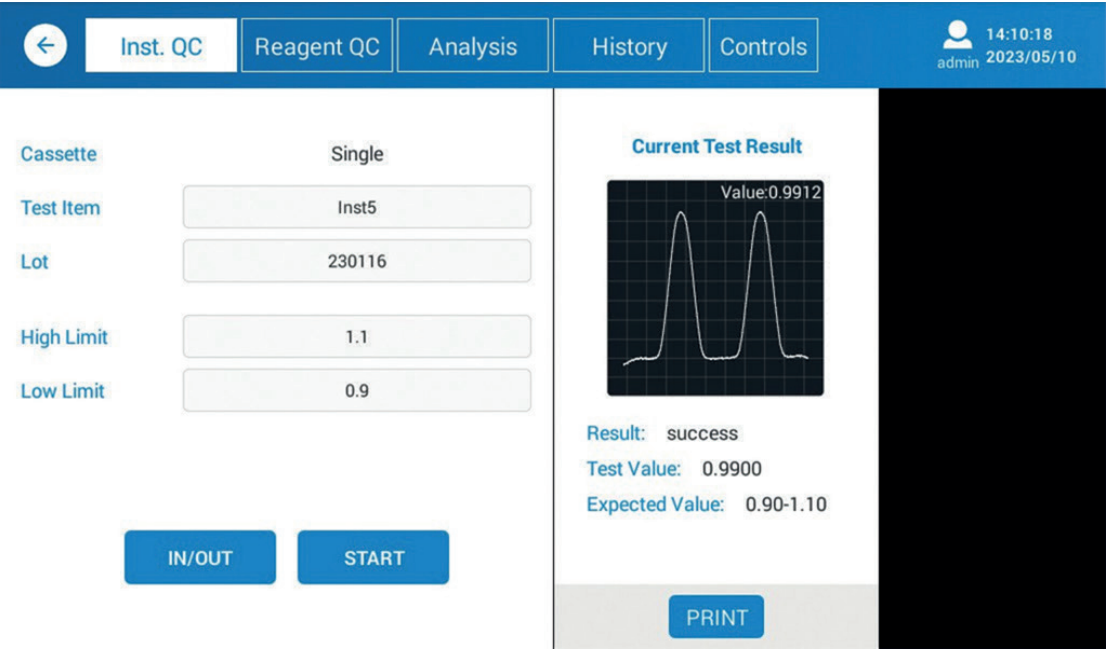 Inst. QC Reagent QC Analysis History Controls
admin
14:10:18
2023/05/10
Cassette Single
Test Item Inst5
Lot 230116
High Limit 1.1
Low Limit 0.9
IN/OUT START
Current Test Result
Value:0.9912
Result: success
Test Value: 0.9900
Expected Value: 0.90-1.10
PRINT